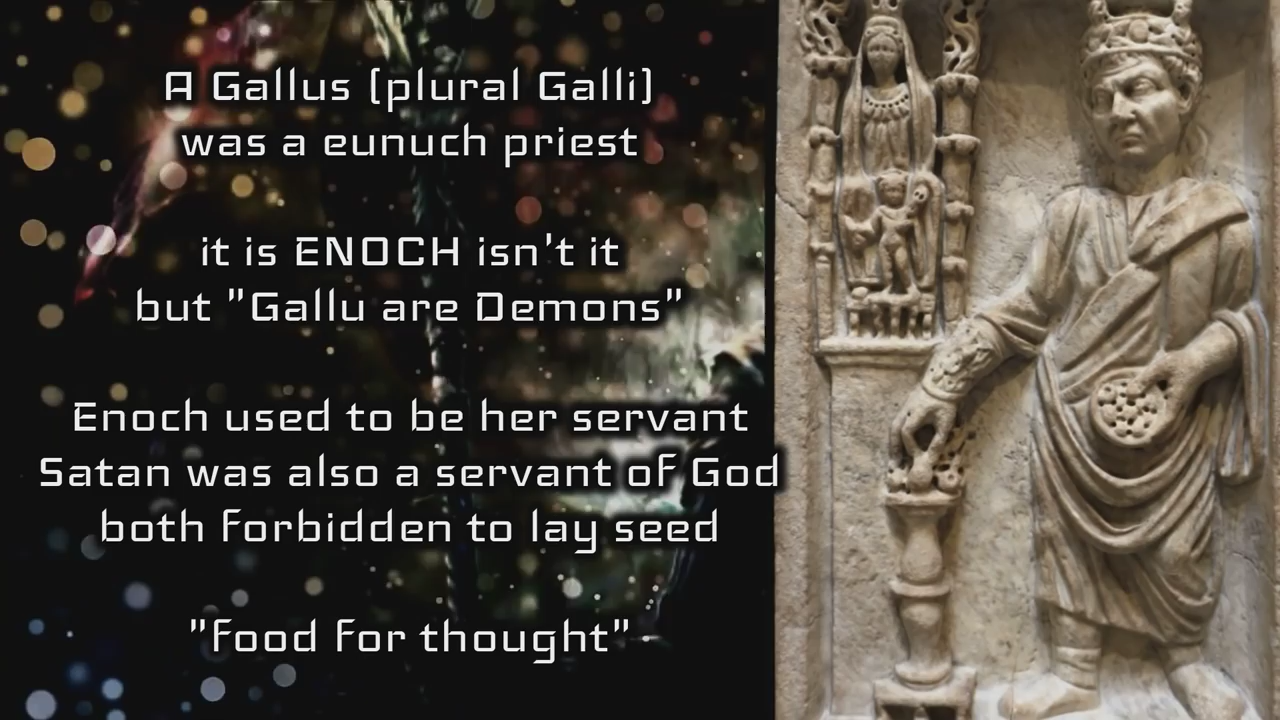 A Gallus (plural Galli)
was a eunuch priest
it is ENOCH isn't it
but "Gallu are Demons"
Enoch used to be her servant
Satan was also a servant of God
both forbidden to lay seed
"food for thought"